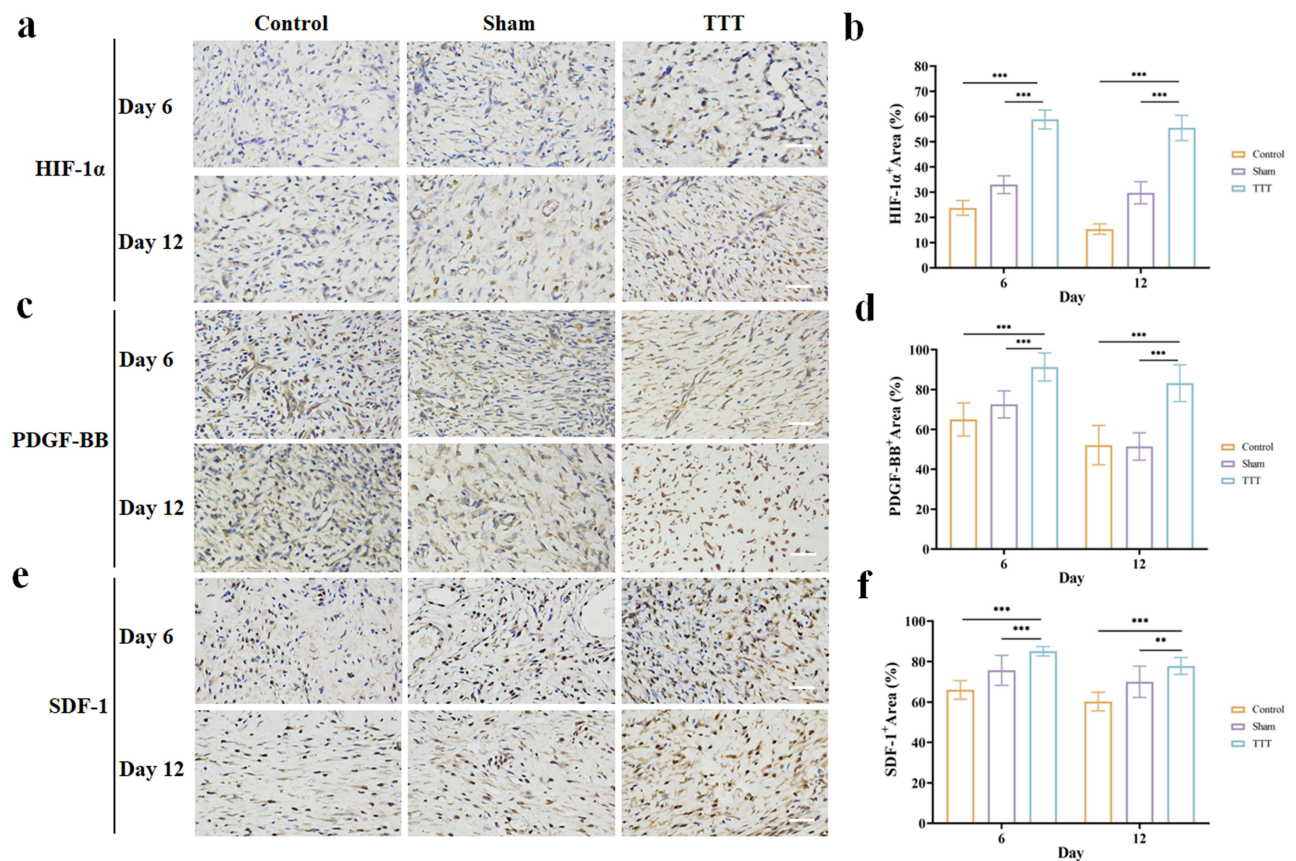 a
Control
Sham
TTT
HIF-1α
Day 6
Day 12
b
HIF-1α⁺ Area (%)
80
70
60
50
40
30
20
10
0
***
***
***
***
6
12
Day
Control
Sham
TTT
c
PDGF-BB
Day 6
Day 12
d
PDGF-BB⁺ Area (%)
100
80
60
40
20
0
***
***
***
***
6
12
Day
Control
Sham
TTT
e
SDF-1
Day 6
Day 12
f
SDF-1⁺ Area (%)
100
80
60
40
20
0
***
***
***
**
6
12
Day
Control
Sham
TTT